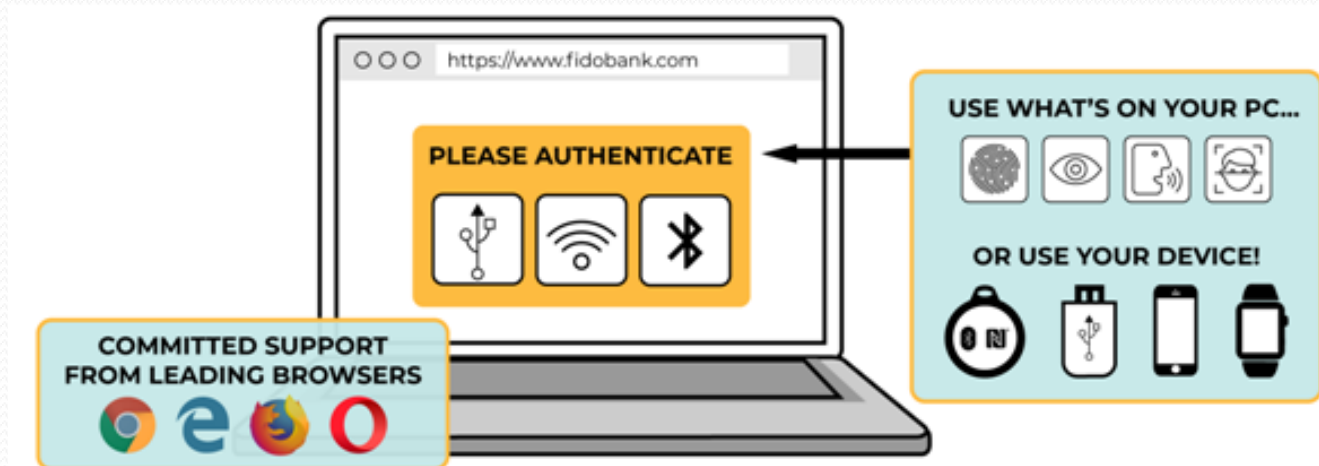 https://www.fidobank.com
PLEASE AUTHENTICATE
USE WHAT'S ON YOUR PC...
OR USE YOUR DEVICE!
COMMITTED SUPPORT
FROM LEADING BROWSERS